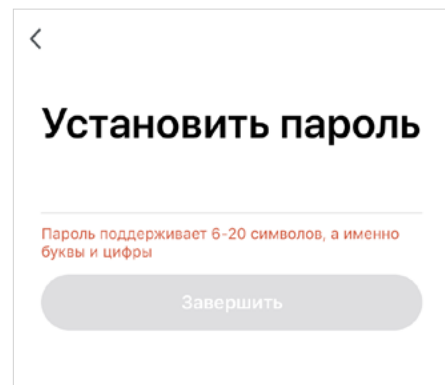 Установить пароль
Пароль поддерживает 6-20 символов, а именно
буквы и цифры
Завершить